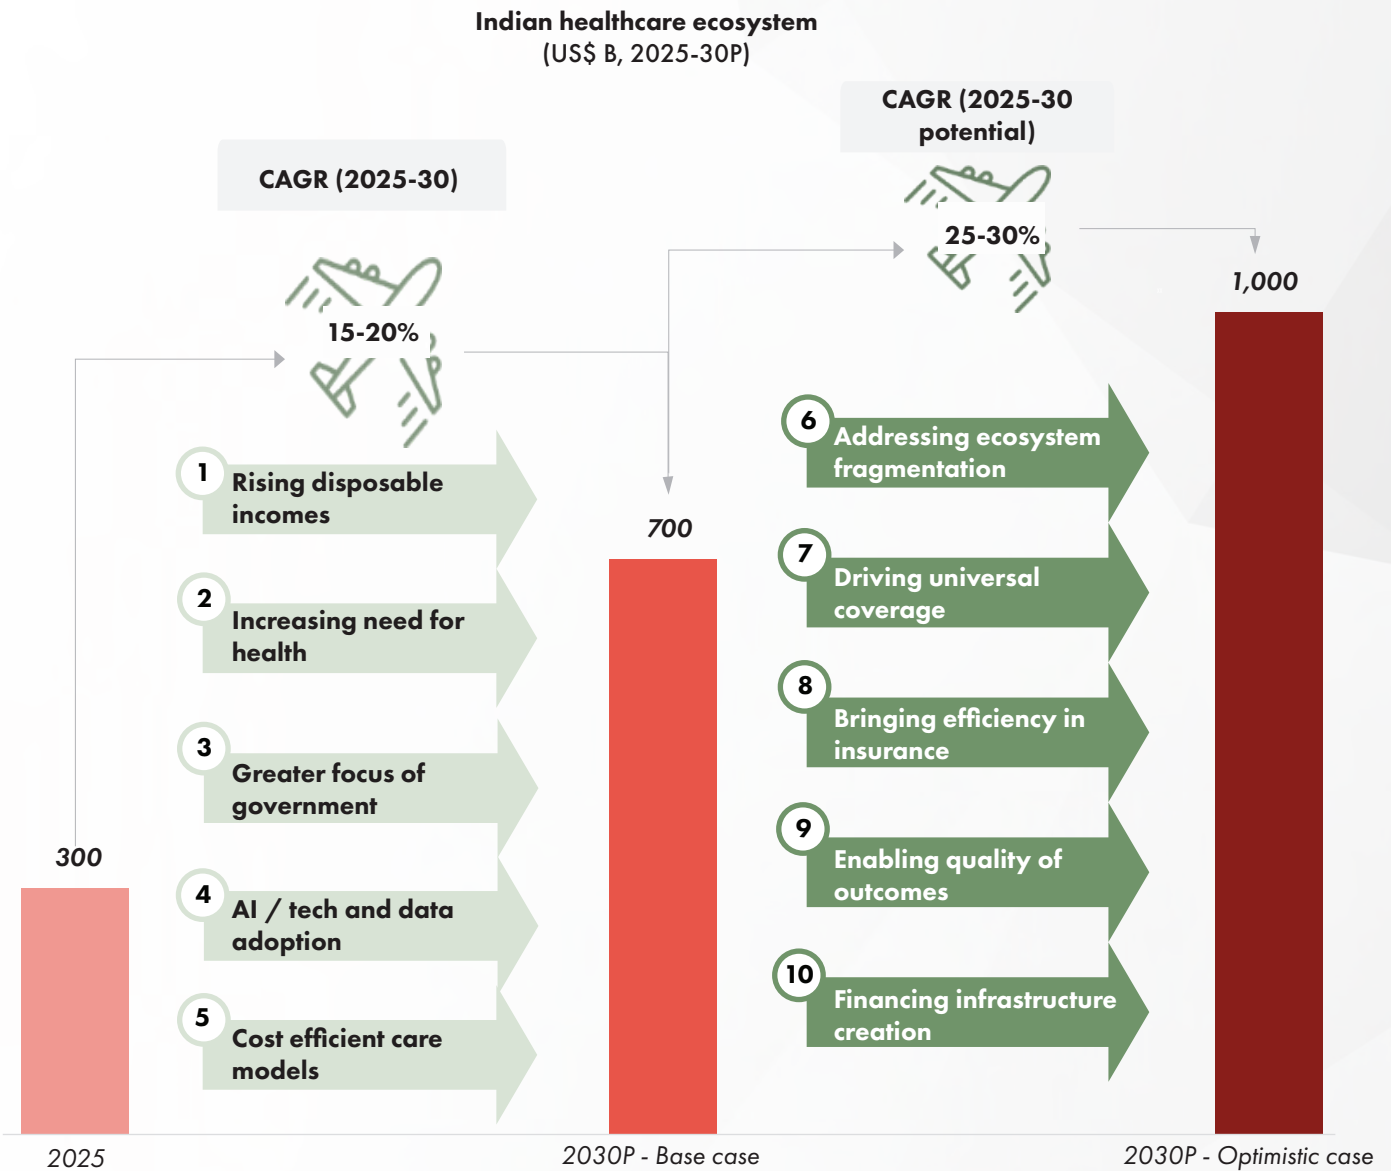 Indian healthcare ecosystem
(US$ B, 2025-30P)
CAGR (2025-30)
15-20%
CAGR (2025-30
potential)
25-30%
300
1
Rising disposable
incomes
2
Increasing need for
health
3
Greater focus of
government
4
AI / tech and data
adoption
5
Cost efficient care
models
700
6
Addressing ecosystem
fragmentation
7
Driving universal
coverage
8
Bringing efficiency in
insurance
9
Enabling quality of
outcomes
10
Financing infrastructure
creation
1,000
2025
2030P - Base case
2030P - Optimistic case